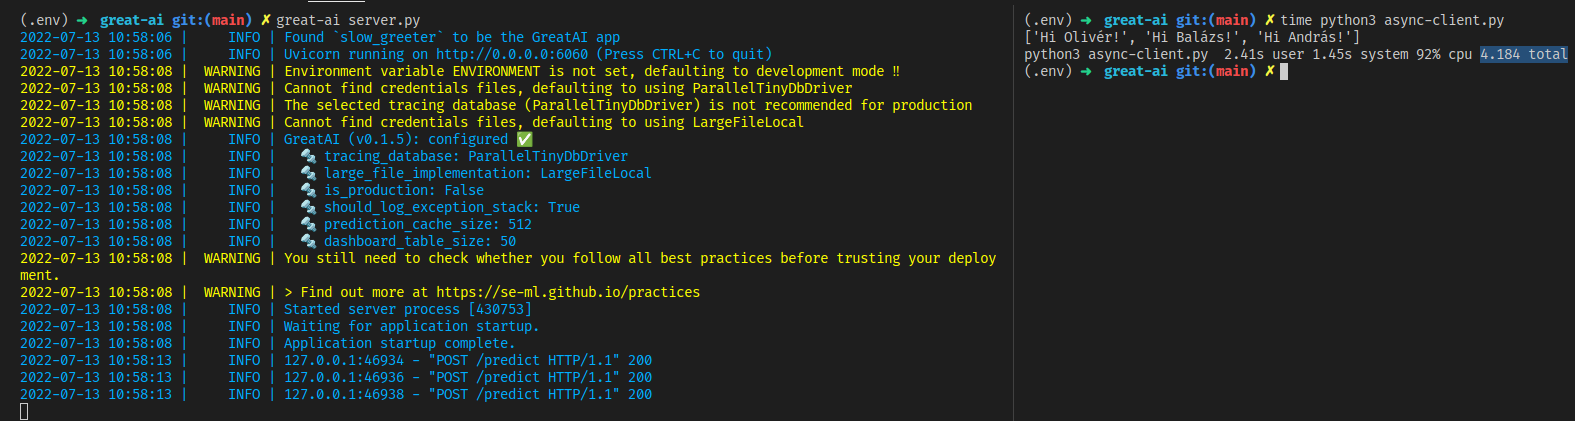 (.env) ➜ great-ai git:(main) ✗ great-ai server.py
2022-07-13 10:58:06 | INFO | Found `slow_greeter` to be the GreatAI app
2022-07-13 10:58:06 | INFO | Uvicorn running on http://0.0.0.0:6060 (Press CTRL+C to quit)
2022-07-13 10:58:08 | WARNING | Environment variable ENVIRONMENT is not set, defaulting to development mode ‼
2022-07-13 10:58:08 | WARNING | Cannot find credentials files, defaulting to using ParallelTinyDbDriver
2022-07-13 10:58:08 | WARNING | The selected tracing database (ParallelTinyDbDriver) is not recommended for production
2022-07-13 10:58:08 | WARNING | Cannot find credentials files, defaulting to using LargeFileLocal
2022-07-13 10:58:08 | INFO | GreatAI (v0.1.5): configured ✅
2022-07-13 10:58:08 | INFO | 🔩 tracing_database: ParallelTinyDbDriver
2022-07-13 10:58:08 | INFO | 🔩 large_file_implementation: LargeFileLocal
2022-07-13 10:58:08 | INFO | 🔩 is_production: False
2022-07-13 10:58:08 | INFO | 🔩 should_log_exception_stack: True
2022-07-13 10:58:08 | INFO | 🔩 prediction_cache_size: 512
2022-07-13 10:58:08 | INFO | 🔩 dashboard_table_size: 50
2022-07-13 10:58:08 | WARNING | You still need to check whether you follow all best practices before trusting your deploy
ment.
2022-07-13 10:58:08 | WARNING | > Find out more at https://se-ml.github.io/practices
2022-07-13 10:58:08 | INFO | Started server process [430753]
2022-07-13 10:58:08 | INFO | Waiting for application startup.
2022-07-13 10:58:08 | INFO | Application startup complete.
2022-07-13 10:58:13 | INFO | 127.0.0.1:46934 - "POST /predict HTTP/1.1" 200
2022-07-13 10:58:13 | INFO | 127.0.0.1:46936 - "POST /predict HTTP/1.1" 200
2022-07-13 10:58:13 | INFO | 127.0.0.1:46938 - "POST /predict HTTP/1.1" 200
(.env) ➜ great-ai git:(main) ✗ time python3 async-client.py
['Hi Olivér!', 'Hi Balázs!', 'Hi András!']
python3 async-client.py 2.41s user 1.45s system 92% cpu 4.184 total
(.env) ➜ great-ai git:(main) ✗